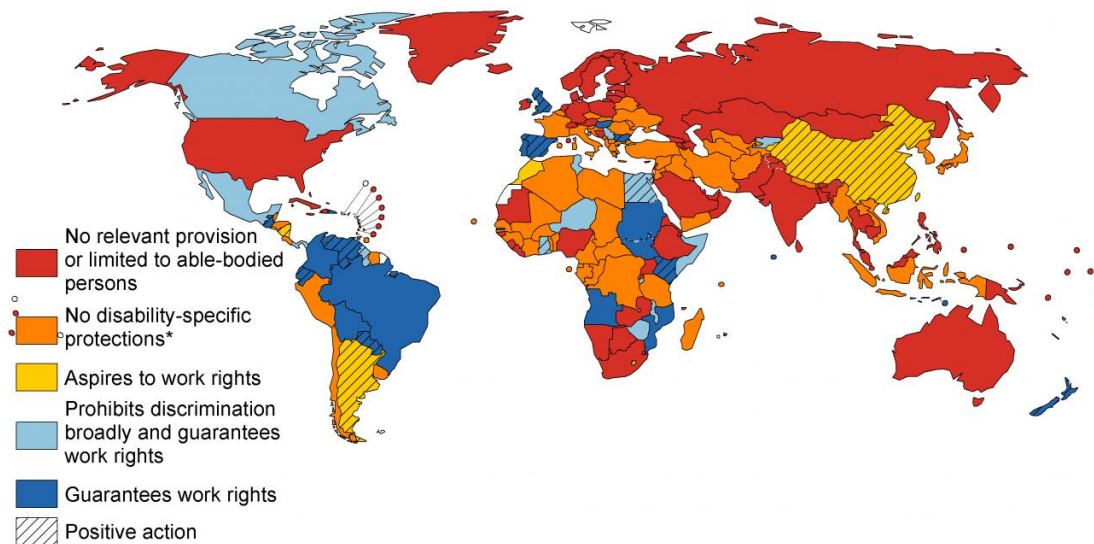 No relevant provision
or limited to able-bodied
persons
No disability-specific
protections*
Aspires to work rights
Prohibits discrimination
broadly and guarantees
work rights
Guarantees work rights
Positive action